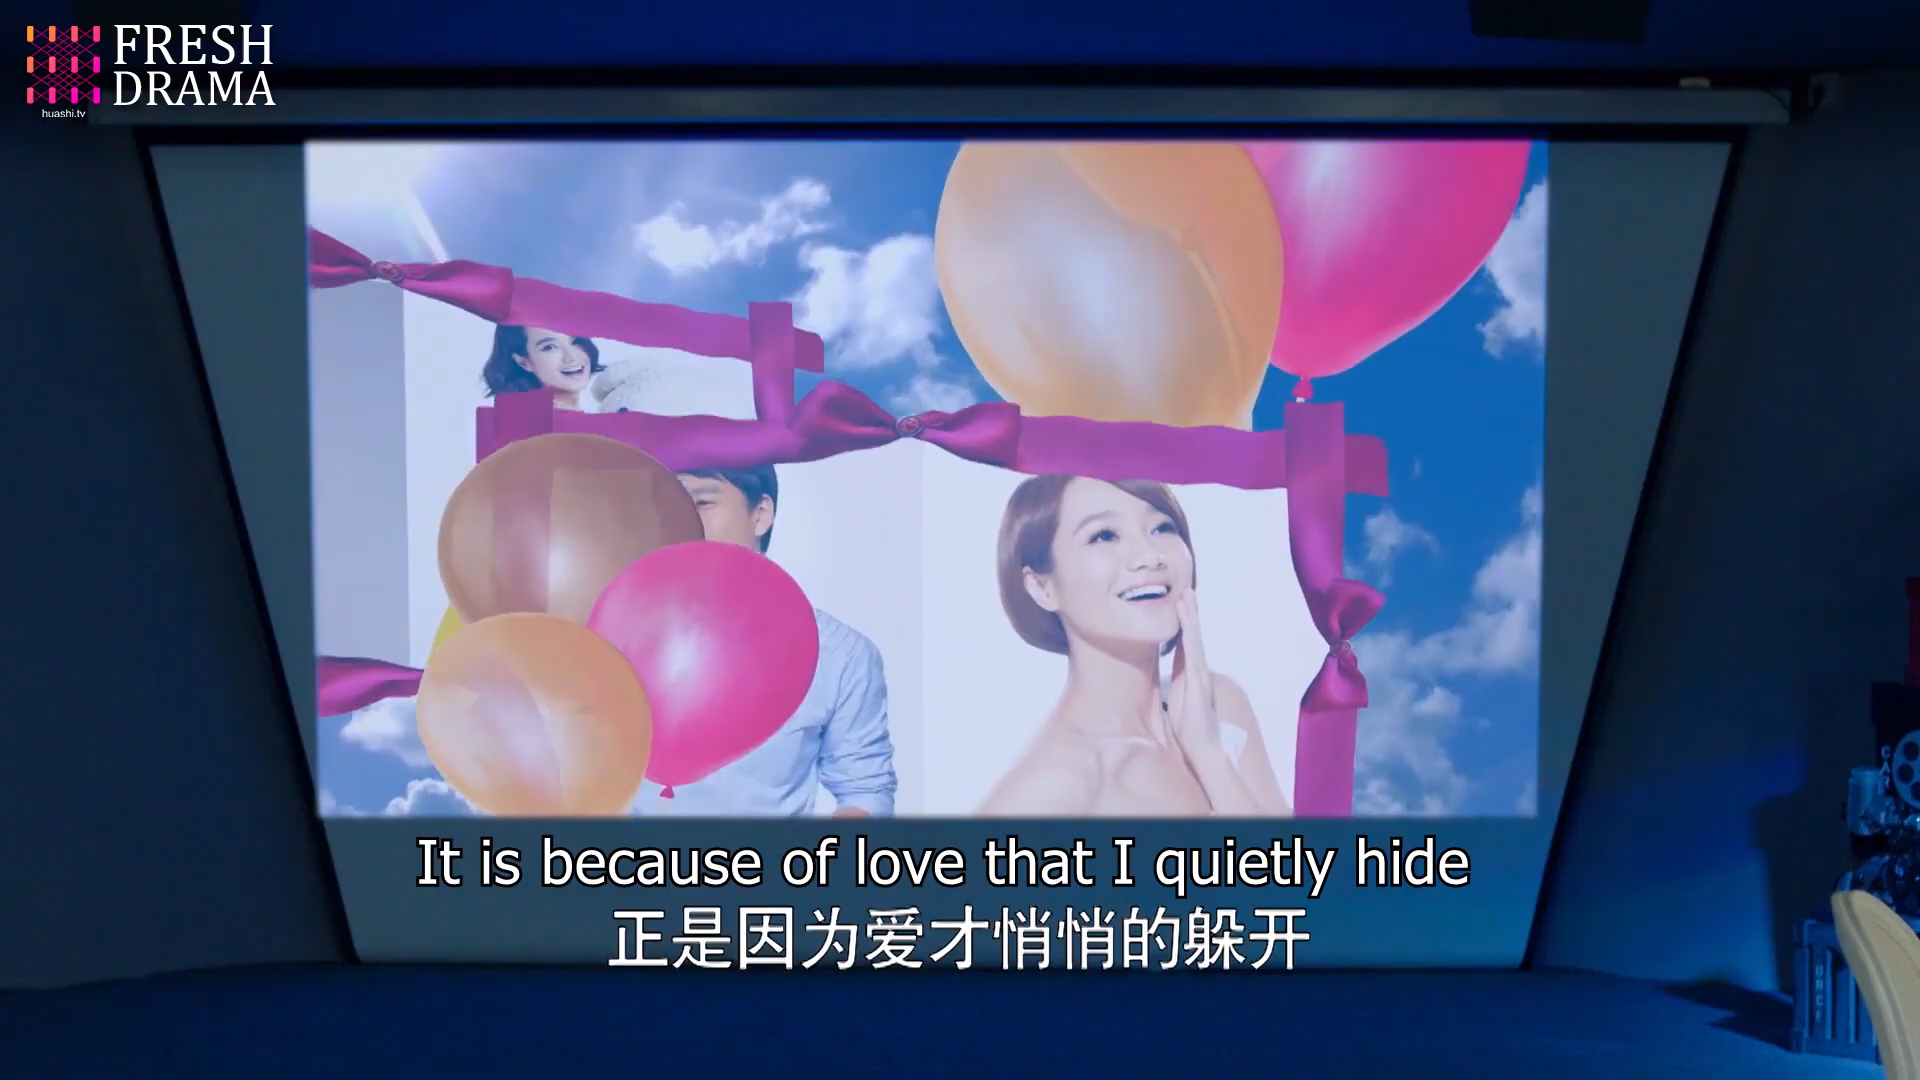 FRESH
DRAMA
huashi.tv
It is because of love that I quietly hide
正是因为爱才悄悄的躲开